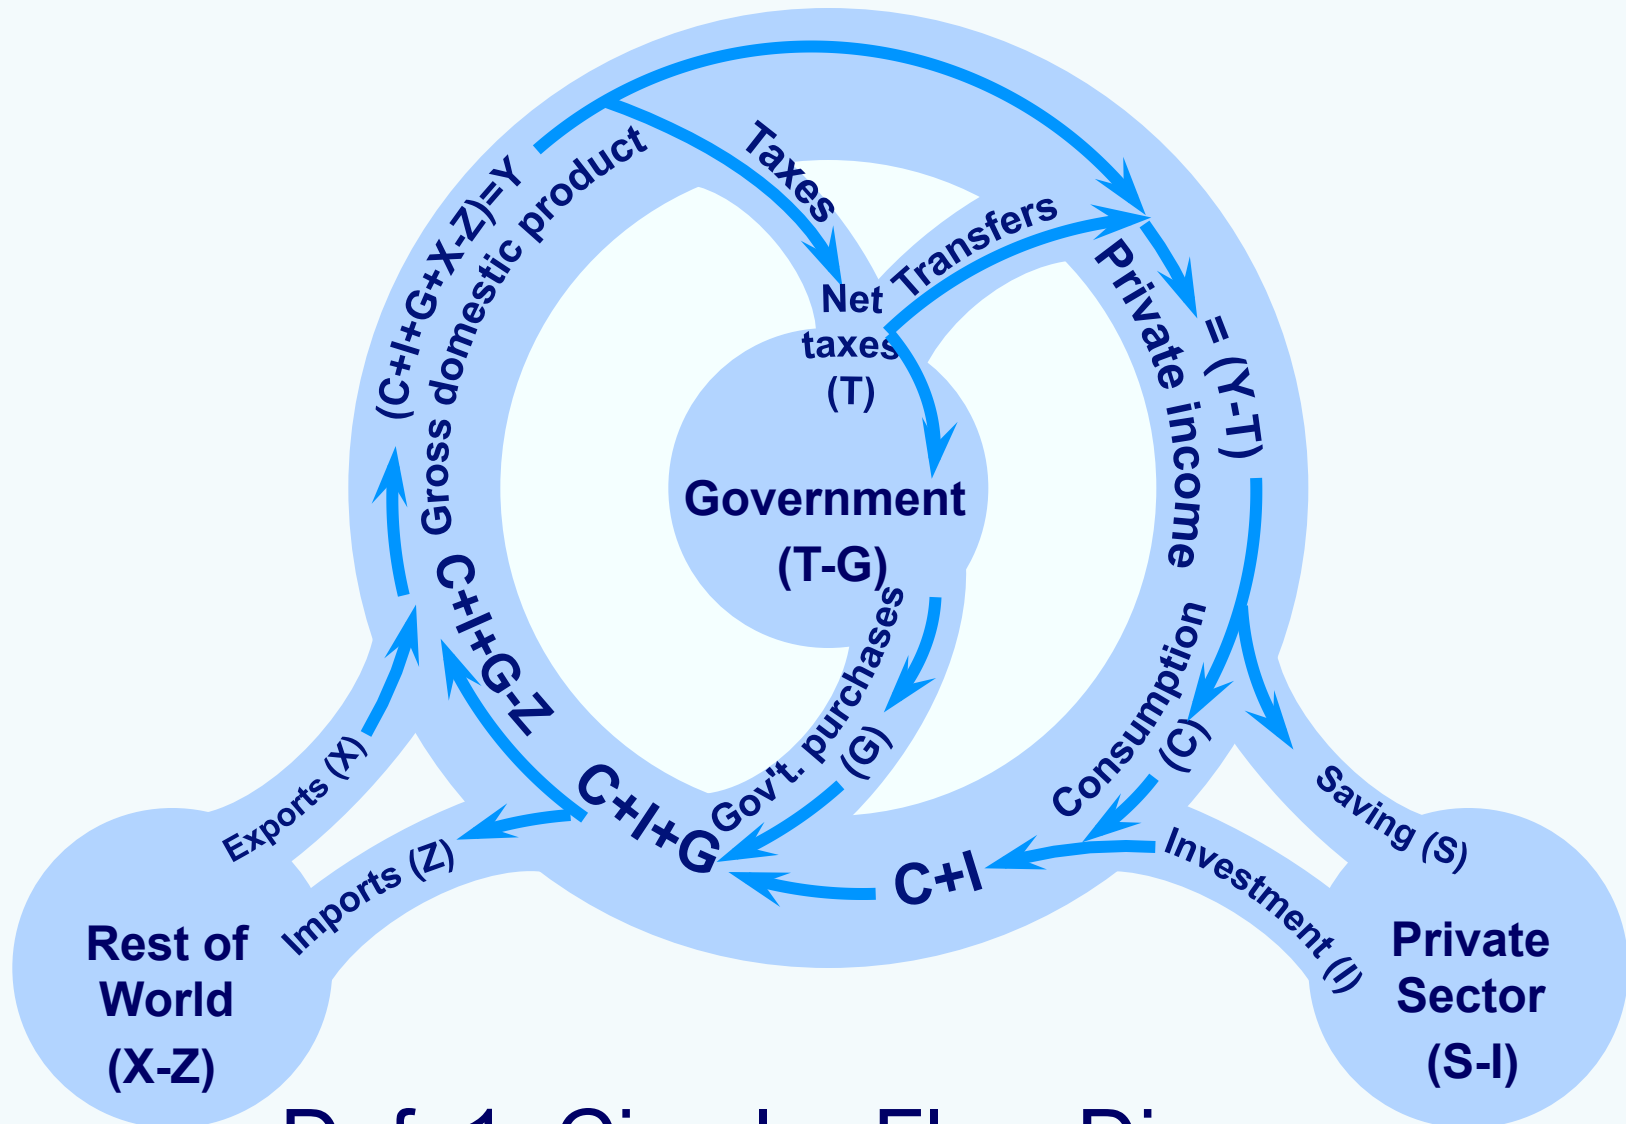 Taxes
(C+I+G+X-Z)=Y
Gross domestic product
Transfers
Net
taxes
(T)
Private income
= (Y-T)
Government
(T-G)
C+I+G-Z
Gov't. purchases
(G)
Consumption
(C)
Exports (X)
Imports (Z)
C+I+G
C+I
Saving (S)
Investment (I)
Rest of
World
(X-Z)
Private
Sector
(S-I)